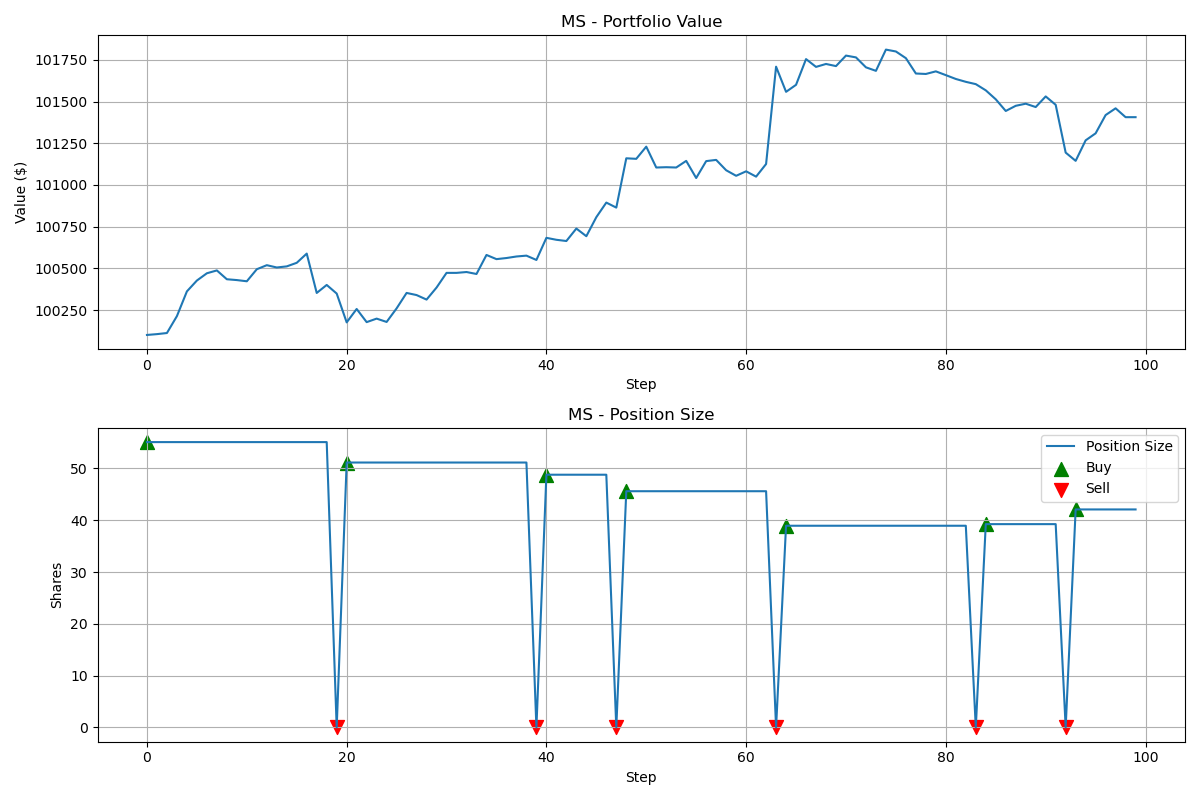 MS - Portfolio Value
Value ($)
101750
101500
101250
101000
100750
100500
100250
0 20 40 60 80 100
Step
MS - Position Size
Shares
50
40
30
20
10
0
Position Size
Buy
Sell
0 20 40 60 80 100
Step